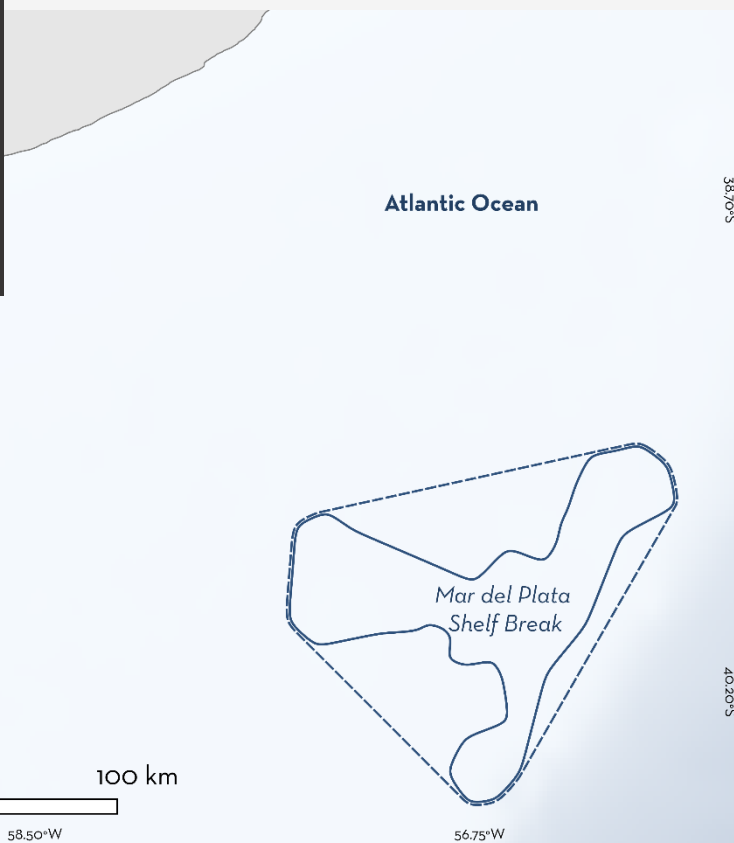 Atlantic Ocean
38.70°S
Mar del Plata
Shelf Break
40.20°S
100 km
58.50°W
56.75°W